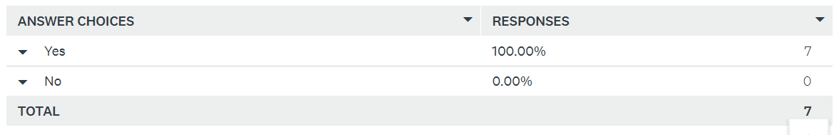 ANSWER CHOICES RESPONSES
Yes 100.00% 7
No 0.00% 0
TOTAL 7